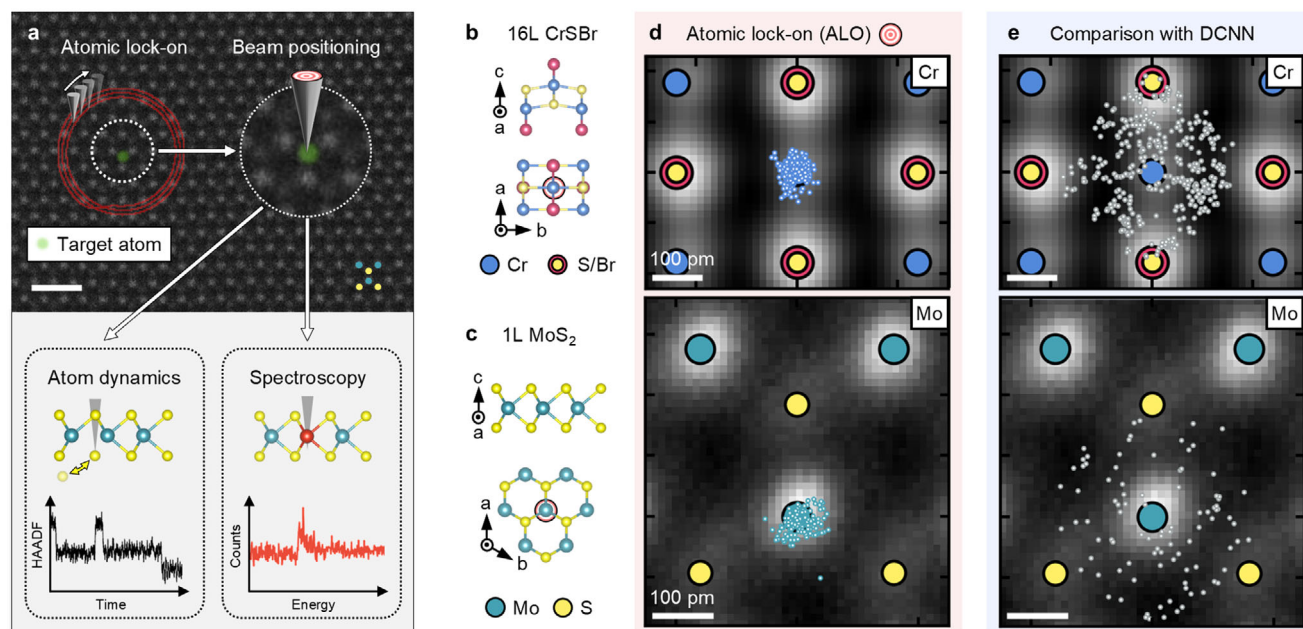 a
Atomic lock-on
Beam positioning
Target atom
Atom dynamics
HAADF
Time
Spectroscopy
Counts
Energy
b
16L CrSBr
c
a
a
b
Cr
S/Br
c
1L MoS₂
c
a
a
b
Mo
S
d
Atomic lock-on (ALO)
Cr
100 pm
Mo
100 pm
e
Comparison with DCNN
Cr
Mo